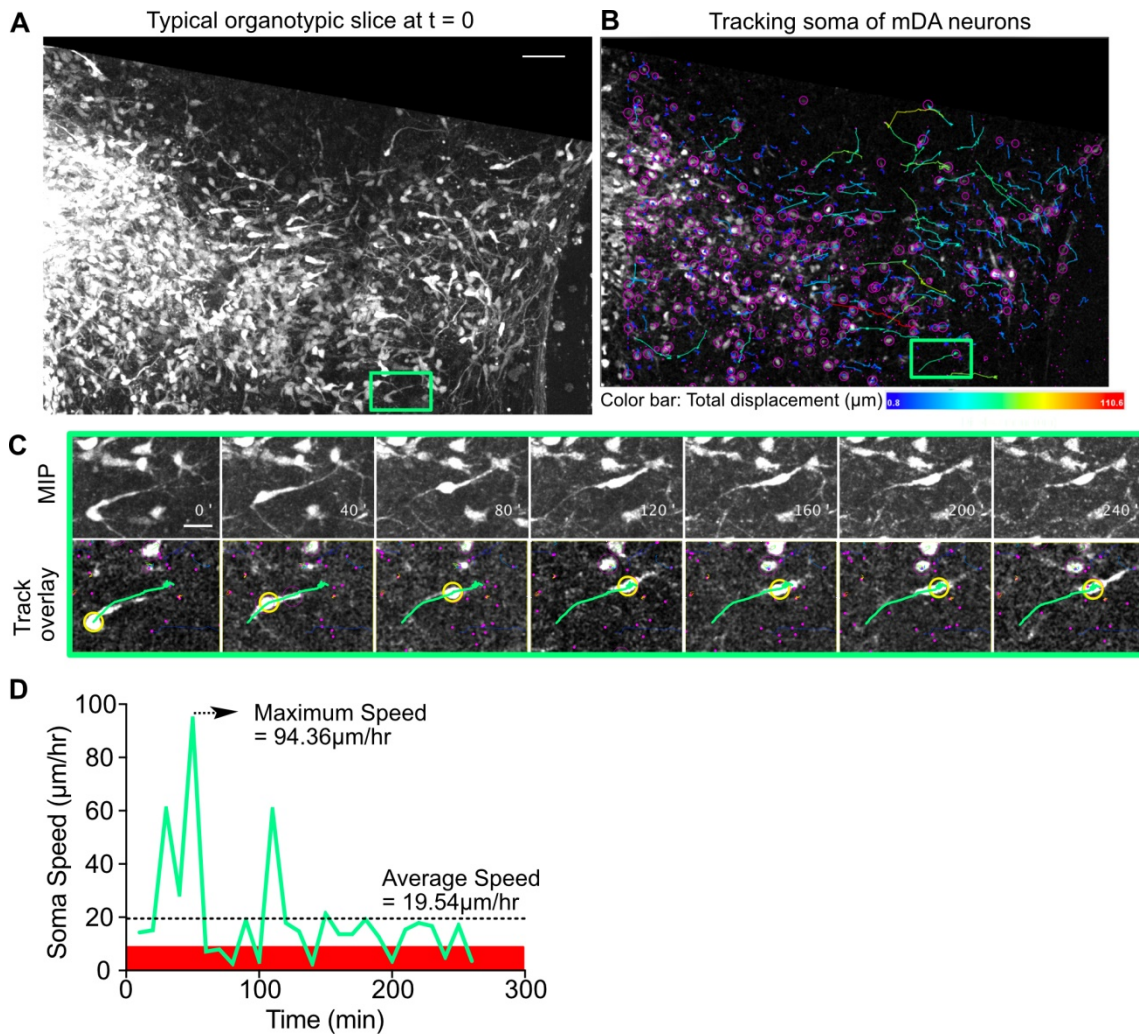 A
Typical organotypic slice at t = 0
B
Tracking soma of mDA neurons
Color bar: Total displacement (µm)
0.8
110.6
C
MIP
0'
40'
80'
120'
160'
200'
240'
Track
overlay
D
100
80
60
40
20
0
Soma Speed (µm/hr)
Maximum Speed
= 94.36µm/hr
Average Speed
= 19.54µm/hr
0
100
200
300
Time (min)